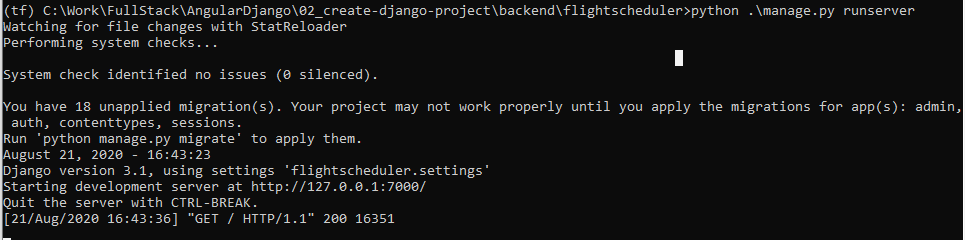 (tf) C:\Work\FullStack\AngularDjango\02_create-django-project\backend\flightscheduler>python .\manage.py runserver
Watching for file changes with StatReloader
Performing system checks...
System check identified no issues (0 silenced).
You have 18 unapplied migration(s). Your project may not work properly until you apply the migrations for app(s): admin,
 auth, contenttypes, sessions.
Run 'python manage.py migrate' to apply them.
August 21, 2020 - 16:43:23
Django version 3.1, using settings 'flightscheduler.settings'
Starting development server at http://127.0.0.1:7000/
Quit the server with CTRL-BREAK.
[21/Aug/2020 16:43:36] "GET / HTTP/1.1" 200 16351